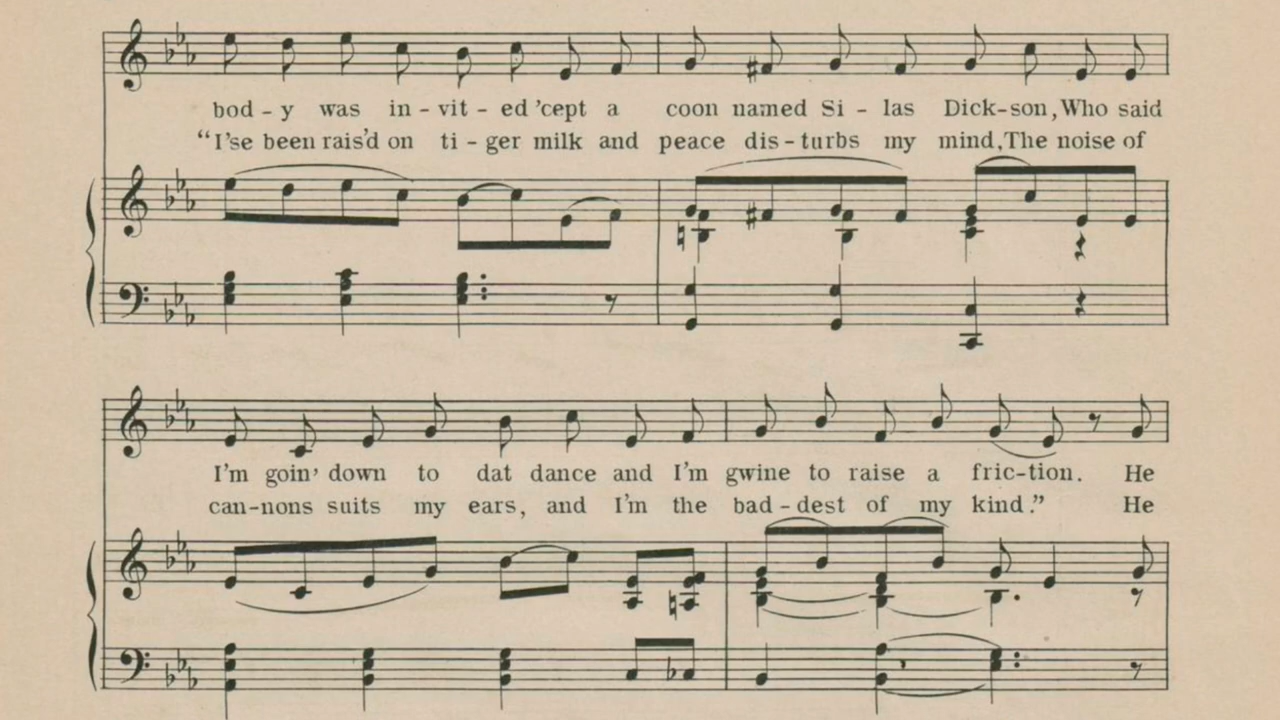 bod-y was in-vit-ed 'cept a coon named Si-las Dick-son, Who said
"I'se been rais'd on ti-ger milk and peace dis-turbs my mind, The noise of
I'm goin' down to dat dance and I'm gwine to raise a fric-tion. He
can-nons suits my ears, and I'm the bad-dest of my kind." He